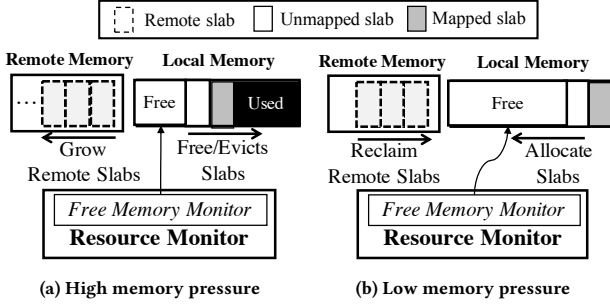 Remote slab Unmapped slab Mapped slab
Remote Memory Local Memory
... Free Used
Grow Free/Evicts
Remote Slabs Slabs
Free Memory Monitor
Resource Monitor
(a) High memory pressure
Remote Memory Local Memory
Free
Reclaim Allocate
Remote Slabs Slabs
Free Memory Monitor
Resource Monitor
(b) Low memory pressure